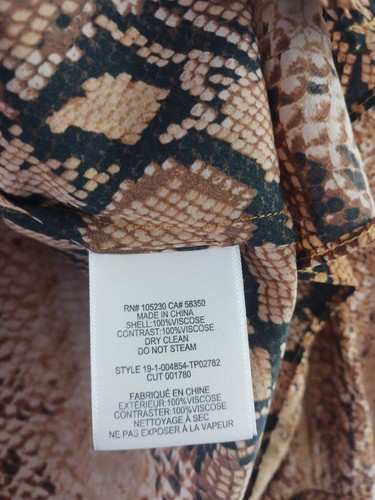 RN# 105230 CA# 58350
MADE IN CHINA
SHELL:100%VISCOSE
CONTRAST:100%VISCOSE
DRY CLEAN
DO NOT STEAM
STYLE 19-1-004854-TP02782
CUT 001780
FABRIQUÉ EN CHINE
EXTÉRIEUR:100%VISCOSE
CONTRASTER:100%VISCOSE
NETTOYAGE À SEC
NE PAS EXPOSER À LA VAPEUR